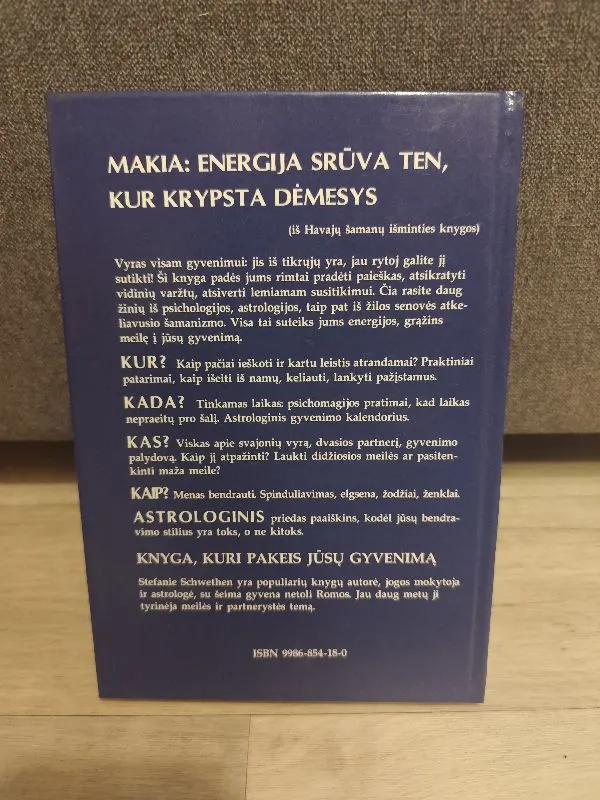 MAKIA: ENERGIJA SRŪVA TEN,
KUR KRYPSTA DĖMESYS
(iš Havajų šamanų išminties knygos)
Vyras visam gyvenimui: jis iš tikrųjų yra, jau rytoj galite jį
sutikti! Ši knyga padės jums rimtai pradėti paieškas, atsikratyti
vidinių varžtų, atsiverti lemiamam susitikimui. Čia rasite daug
žinių iš psichologijos, astrologijos, taip pat iš žilos senovės atke-
liavusio šamanizmo. Visa tai suteiks jums energijos, grąžins
meilę į jūsų gyvenimą.
KUR? Kaip pačiai ieškoti ir kartu leistis atrandamai? Praktiniai
patarimai, kaip išeiti iš namų, keliauti, lankyti pažįstamus.
KADA? Tinkamas laikas: psichomagijos pratimai, kad laikas
nepraeitų pro šalį. Astrologinis gyvenimo kalendorius.
KAS? Viskas apie svajonių vyrą, dvasios partnerį, gyvenimo
palydovą. Kaip jį atpažinti? Laukti didžiosios meilės ar pasiten-
kinti maža meile?
KAIP? Menas bendrauti. Spinduliavimas, elgsena, žodžiai, ženklai.
ASTROLOGINIS priedas paaiškins, kodėl jūsų bendra-
vimo stilius yra toks, o ne kitoks.
KNYGA, KURI PAKEIS JŪSŲ GYVENIMĄ
Stefanie Schwethen yra populiarių knygų autorė, jogos mokytoja
ir astrologė, su šeima gyvena netoli Romos. Jau daug metų ji
tyrinėja meilės ir partnerystės temą.
ISBN 9986-854-18-0